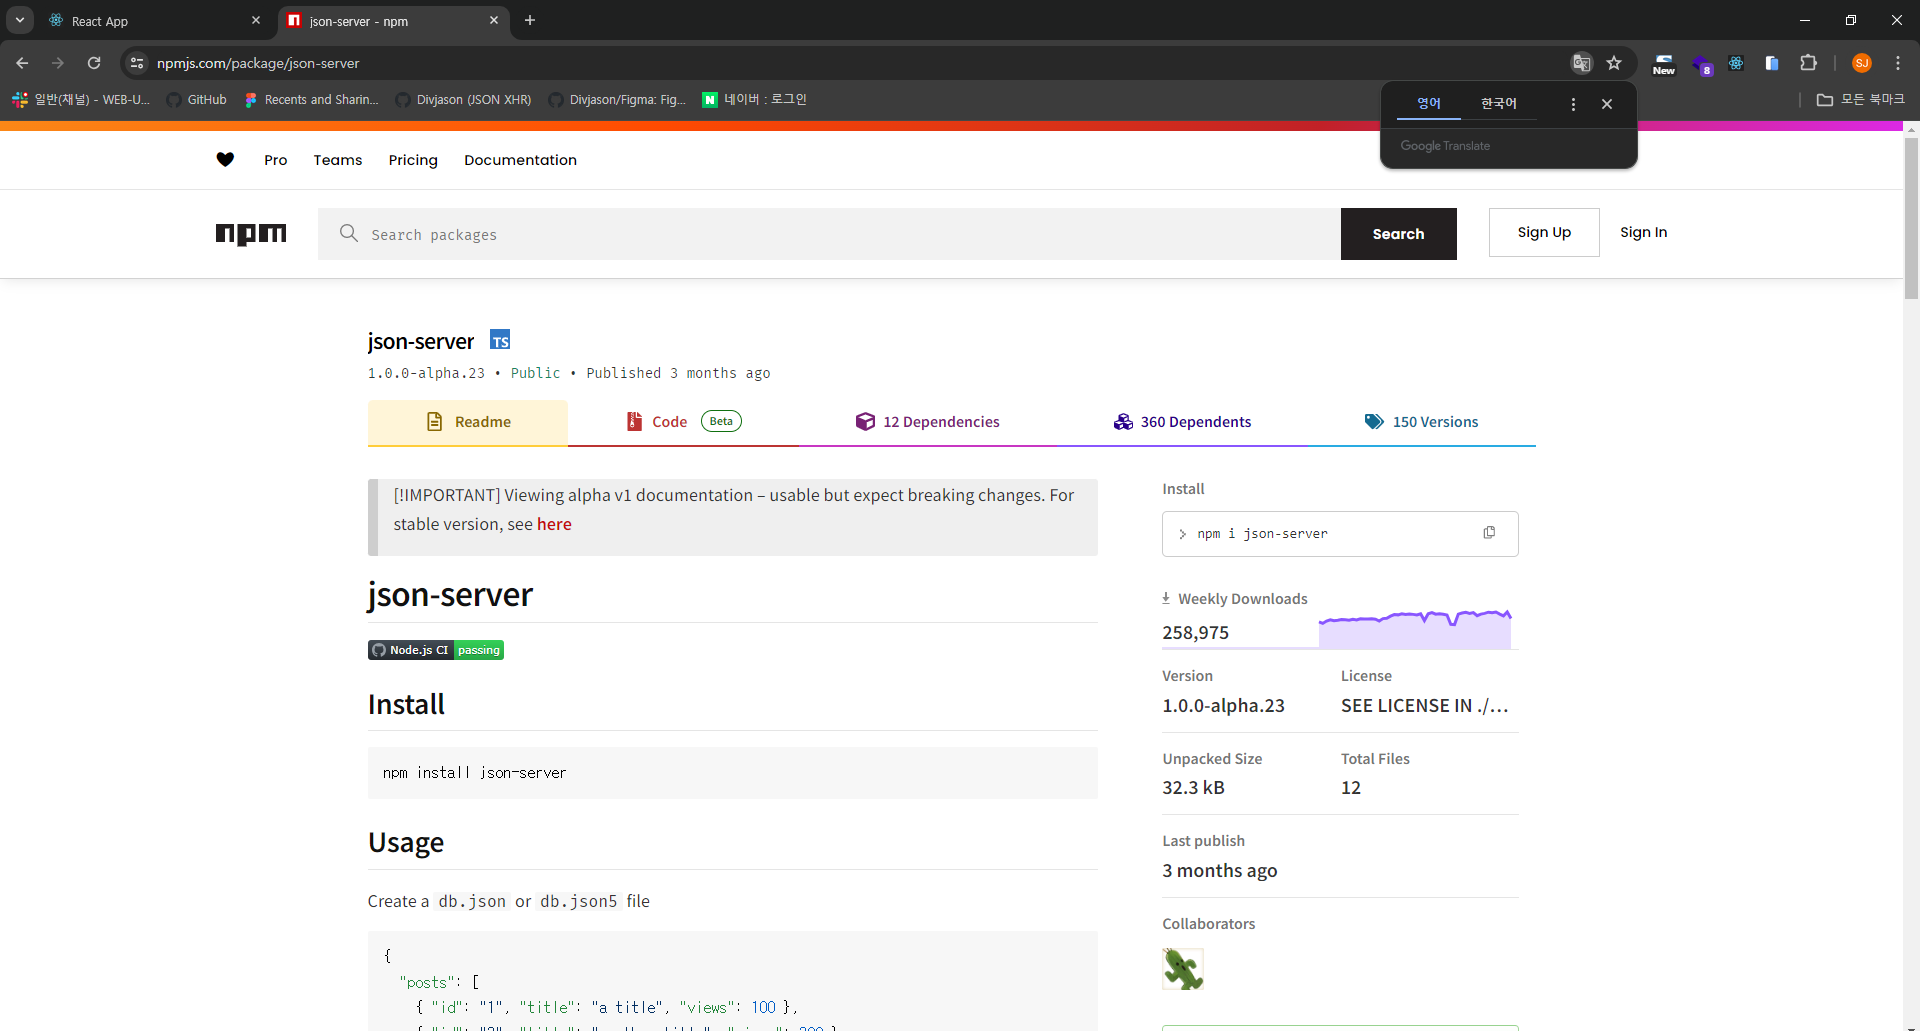 React App
json-server - npm
npmjs.com/package/json-server
New
8
SJ
일반(채널) - WEB-U...
GitHub
Recents and Sharin...
Divjason (JSON XHR)
Divjason/Figma: Fig...
N
네이버 : 로그인
모든 북마크
영어
한국어
Google Translate
Pro
Teams
Pricing
Documentation
npm
Search packages
Search
Sign Up
Sign In
json-server
TS
1.0.0-alpha.23 • Public • Published 3 months ago
Readme
Code
Beta
12 Dependencies
360 Dependents
150 Versions
[!IMPORTANT] Viewing alpha v1 documentation – usable but expect breaking changes. For
stable version, see here
json-server
Node.js CI passing
Install
npm install json-server
Usage
Create a db.json or db.json5 file
{
"posts": [
{ "id": "1", "title": "a title", "views": 100 },
Install
> npm i json-server
Weekly Downloads
258,975
Version
1.0.0-alpha.23
License
SEE LICENSE IN ./...
Unpacked Size
32.3 kB
Total Files
12
Last publish
3 months ago
Collaborators